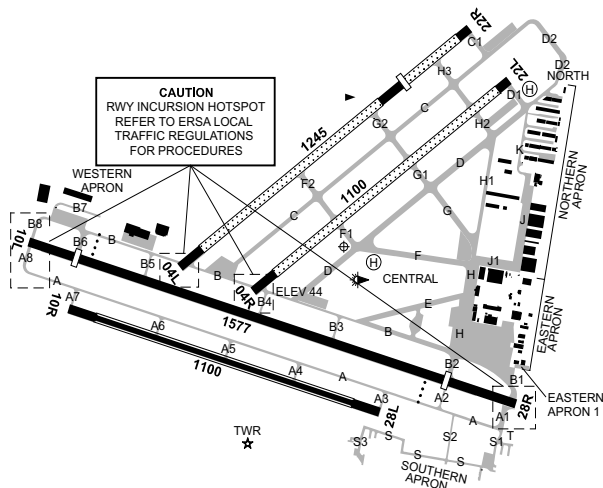 22R
C1
D2
H3
22L
D2
CAUTION
RWY INCURSION HOTSPOT
REFER TO ERSA LOCAL
TRAFFIC REGULATIONS
FOR PROCEDURES
H
D1
NORTH
C
G2
H2
1245
K
D
WESTERN
APRON
F2
1100
G1
H1
NORTHERN
APRON
B7
C
G
J
B8
F1
10L
B6
B
04L
B5
B
D
F
J1
A8
H
CENTRAL
H
A
04R
B4
ELEV 44
E
A7
10R
1577
B3
B
H
EASTERN
APRON
A6
A5
B2
1100
A4
A
B1
EASTERN
APRON 1
A3
A2
28L
A
A1
28R
TWR
S3
S
S2
S1
T
S
S
SOUTHERN
APRON